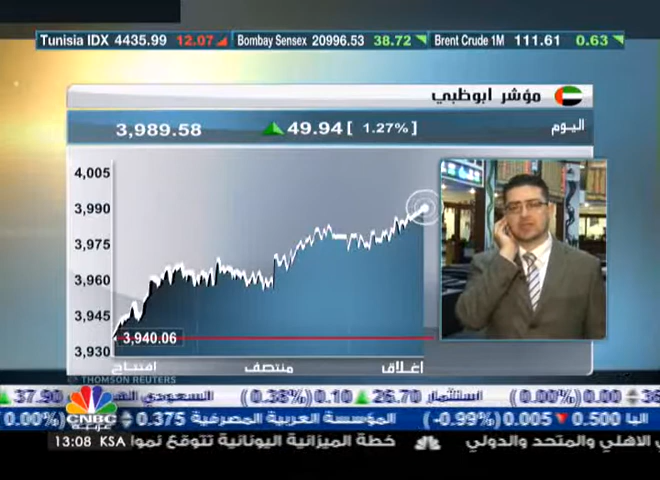 Tunisia IDX 4435.99 12.07 Bombay Sensex 20996.53 38.72 Brent Crude 1M 111.61 0.63
مؤشر ابوظبي
اليوم 49.94 [ 1.27% ] 3,989.58
4,005
3,990
3,975
3,960
3,945
3,930
3,940.06
افتتاح منتصف إغلاق
THOMSON REUTERS
37.90 السعودي (0.38%) 0.10 26.70 الاستثمار (0.00%) 0.00
0.00% 0.375 المؤسسة العربية المصرفية (-0.99%) 0.005 0.500 البا
CNBC
عربية
13:08 KSA
خطة الميزانية اليونانية تتوقع نموا
الاهلي والمتحد والدولي